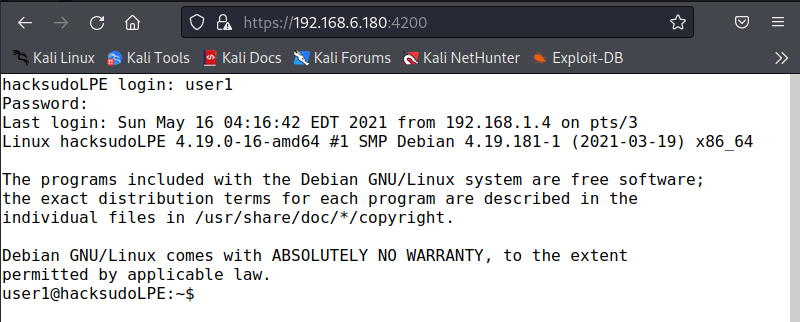 https://192.168.6.180:4200
Kali Linux Kali Tools Kali Docs Kali Forums Kali NetHunter Exploit-DB
hacksudoLPE login: user1
Password:
Last login: Sun May 16 04:16:42 EDT 2021 from 192.168.1.4 on pts/3
Linux hacksudoLPE 4.19.0-16-amd64 #1 SMP Debian 4.19.181-1 (2021-03-19) x86_64
The programs included with the Debian GNU/Linux system are free software;
the exact distribution terms for each program are described in the
individual files in /usr/share/doc/*/copyright.
Debian GNU/Linux comes with ABSOLUTELY NO WARRANTY, to the extent
permitted by applicable law.
user1@hacksudoLPE:~$